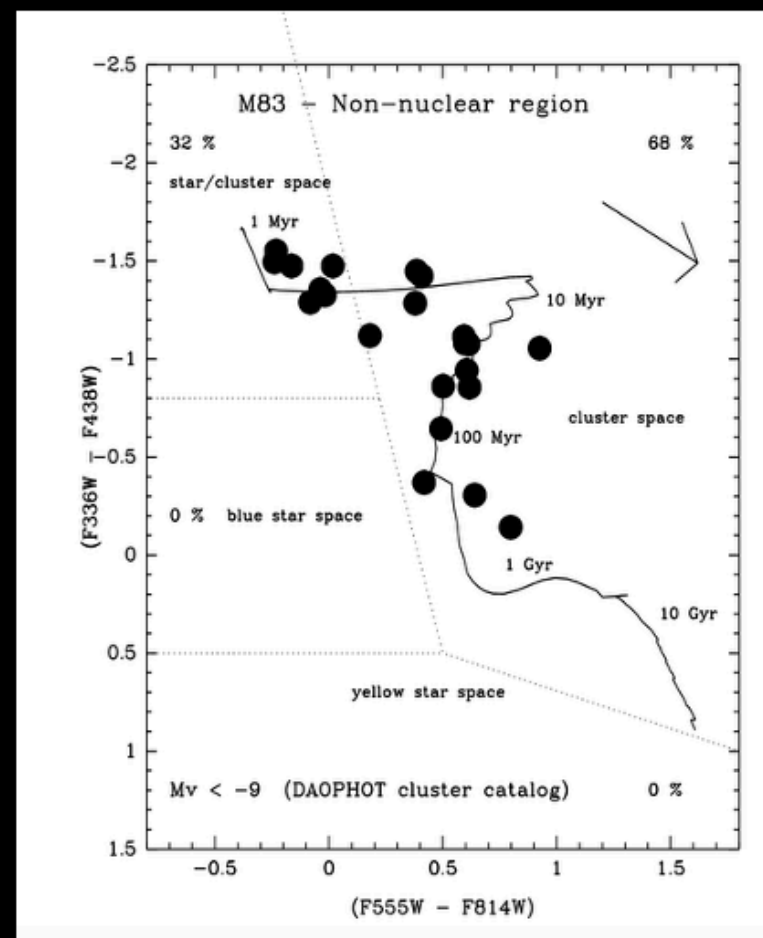 M83 - Non-nuclear region
32 %
68 %
star/cluster space
1 Myr
10 Myr
cluster space
100 Myr
0 % blue star space
1 Gyr
10 Gyr
yellow star space
Mv < -9 (DAOPHOT cluster catalog)
0 %
-2.5
-2
-1.5
-1
-0.5
0
0.5
1
1.5
(F336W - F438W)
-0.5
0
0.5
1
1.5
(F555W - F814W)